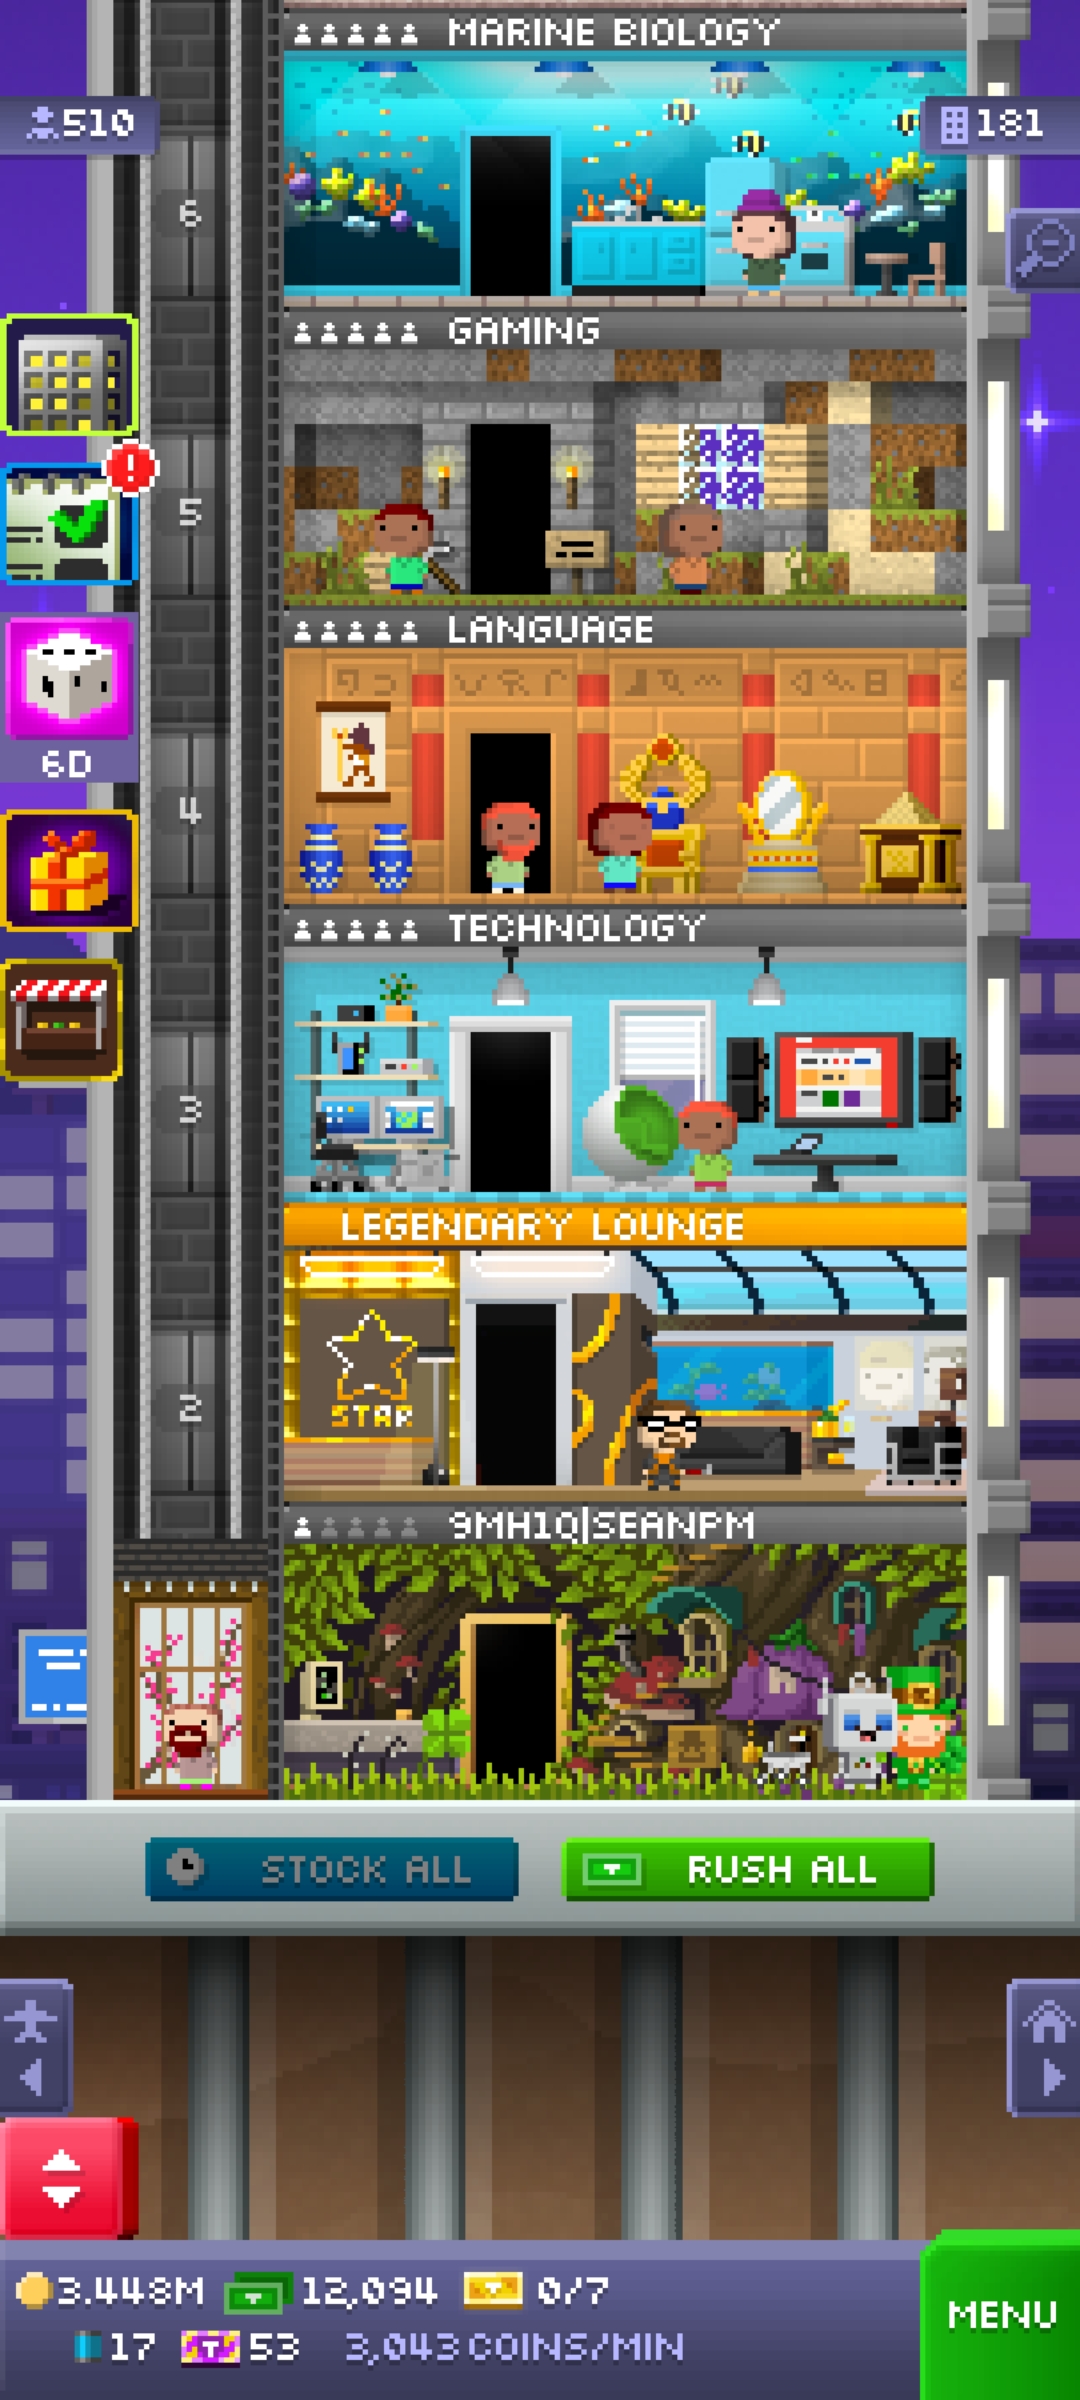 MARINE BIOLOGY
510
181
6
GAMING
5
LANGUAGE
6D
4
TECHNOLOGY
3
LEGENDARY LOUNGE
STAR
2
9MH1Q|SEANPM
STOCK ALL
RUSH ALL
3.448M 12,094 0/7
17 53 3,043 COINS/MIN
MENU